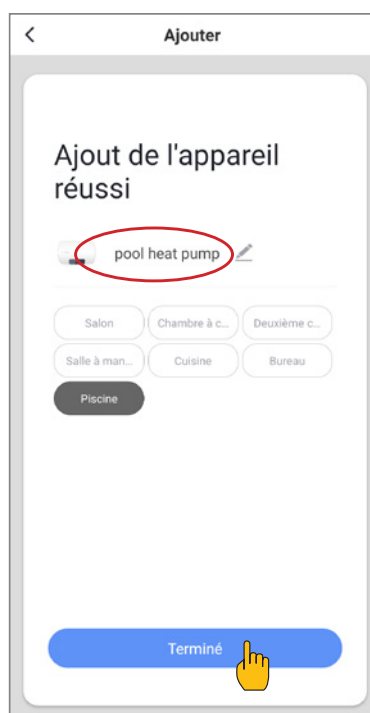 Ajouter
Ajout de l'appareil
réussi
pool heat pump
Salon
Chambre à c...
Deuxième c...
Salle à man...
Cuisine
Bureau
Piscine
Terminé